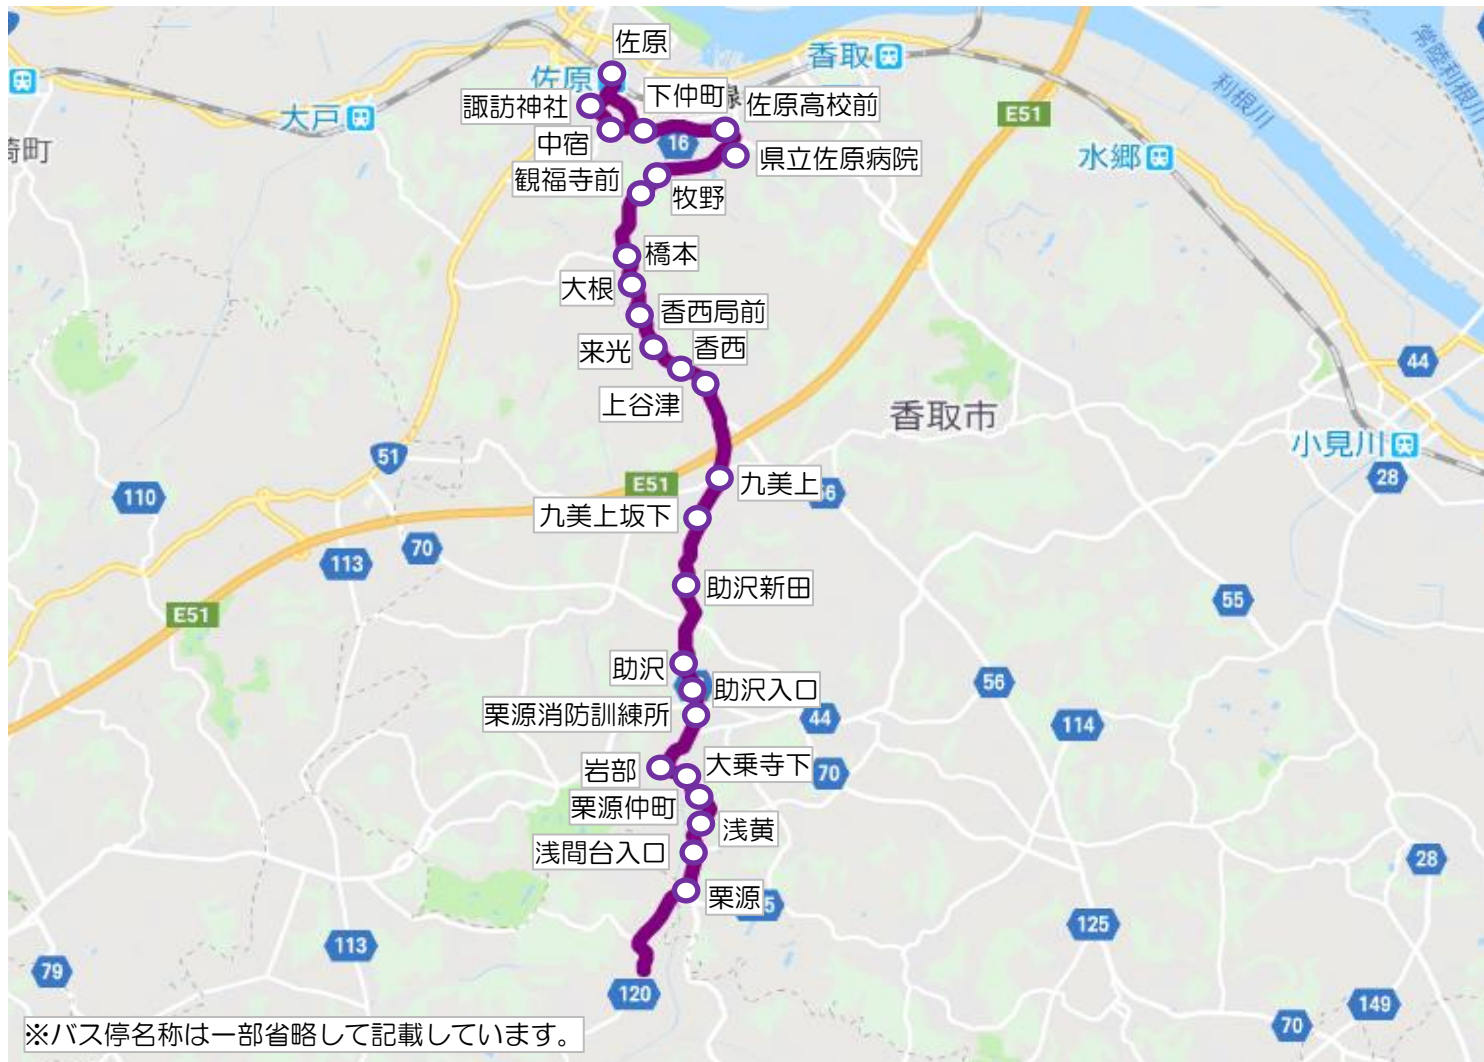 佐原
香取
佐原
常陸利根川
利根川
諏訪神社
下仲町
佐原高校前
大戸
E51
中宿
16
県立佐原病院
水郷
崎町
観福寺前
牧野
橋本
大根
香西局前
来光
香西
44
上谷津
香取市
小見川
51
28
E51
九美上
110
九美上坂下
70
113
助沢新田
55
E51
助沢
56
助沢入口
栗源消防訓練所
44
114
岩部
大乗寺下
70
栗源仲町
浅黄
浅間台入口
28
栗源
125
113
79
120
149
70
※バス停名称は一部省略して記載しています。